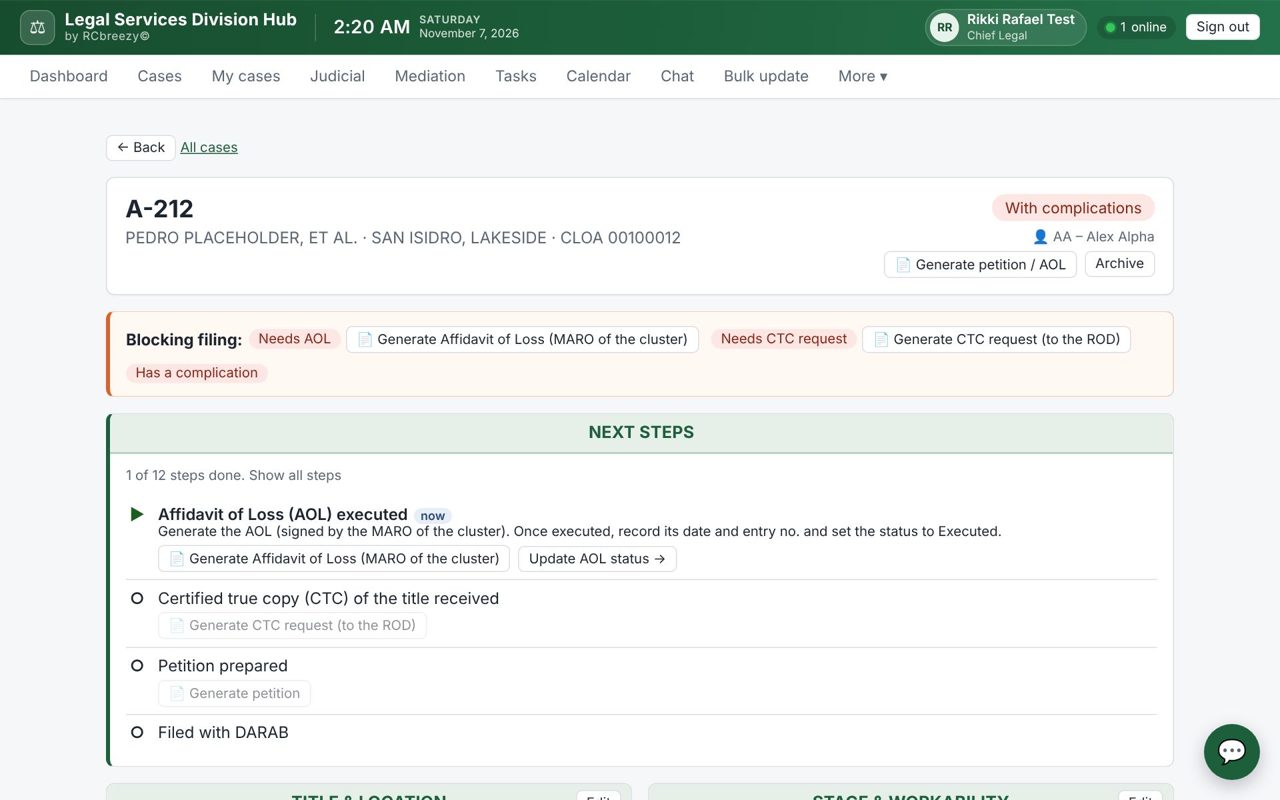 Legal Services Division Hub
by RCbreezy©
2:20 AM
SATURDAY
November 7, 2026
RR
Rikki Rafael Test
Chief Legal
1 online
Sign out
Dashboard Cases My cases Judicial Mediation Tasks Calendar Chat Bulk update More ▾
← Back All cases
A-212
With complications
PEDRO PLACEHOLDER, ET AL. · SAN ISIDRO, LAKESIDE · CLOA 00100012
AA – Alex Alpha
Generate petition / AOL Archive
Blocking filing: Needs AOL Generate Affidavit of Loss (MARO of the cluster) Needs CTC request Generate CTC request (to the ROD)
Has a complication
NEXT STEPS
1 of 12 steps done. Show all steps
Affidavit of Loss (AOL) executed now
Generate the AOL (signed by the MARO of the cluster). Once executed, record its date and entry no. and set the status to Executed.
Generate Affidavit of Loss (MARO of the cluster) Update AOL status →
Certified true copy (CTC) of the title received
Generate CTC request (to the ROD)
Petition prepared
Generate petition
Filed with DARAB
TITLE & LOCATION Edit STAGE & WORKABILITY Edit